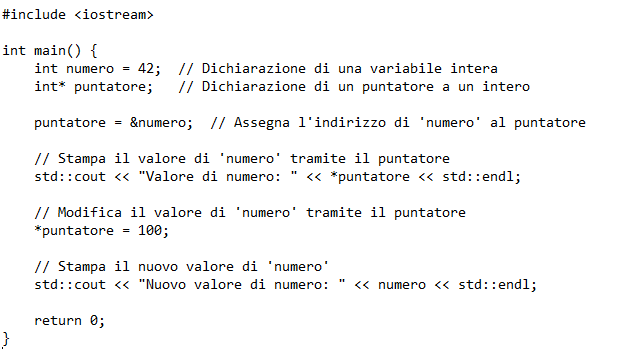 #include <iostream>

int main() {
    int numero = 42;  // Dichiarazione di una variabile intera
    int* puntatore;   // Dichiarazione di un puntatore a un intero

    puntatore = &numero;  // Assegna l'indirizzo di 'numero' al puntatore

    // Stampa il valore di 'numero' tramite il puntatore
    std::cout << "Valore di numero: " << *puntatore << std::endl;

    // Modifica il valore di 'numero' tramite il puntatore
    *puntatore = 100;

    // Stampa il nuovo valore di 'numero'
    std::cout << "Nuovo valore di numero: " << numero << std::endl;

    return 0;
}